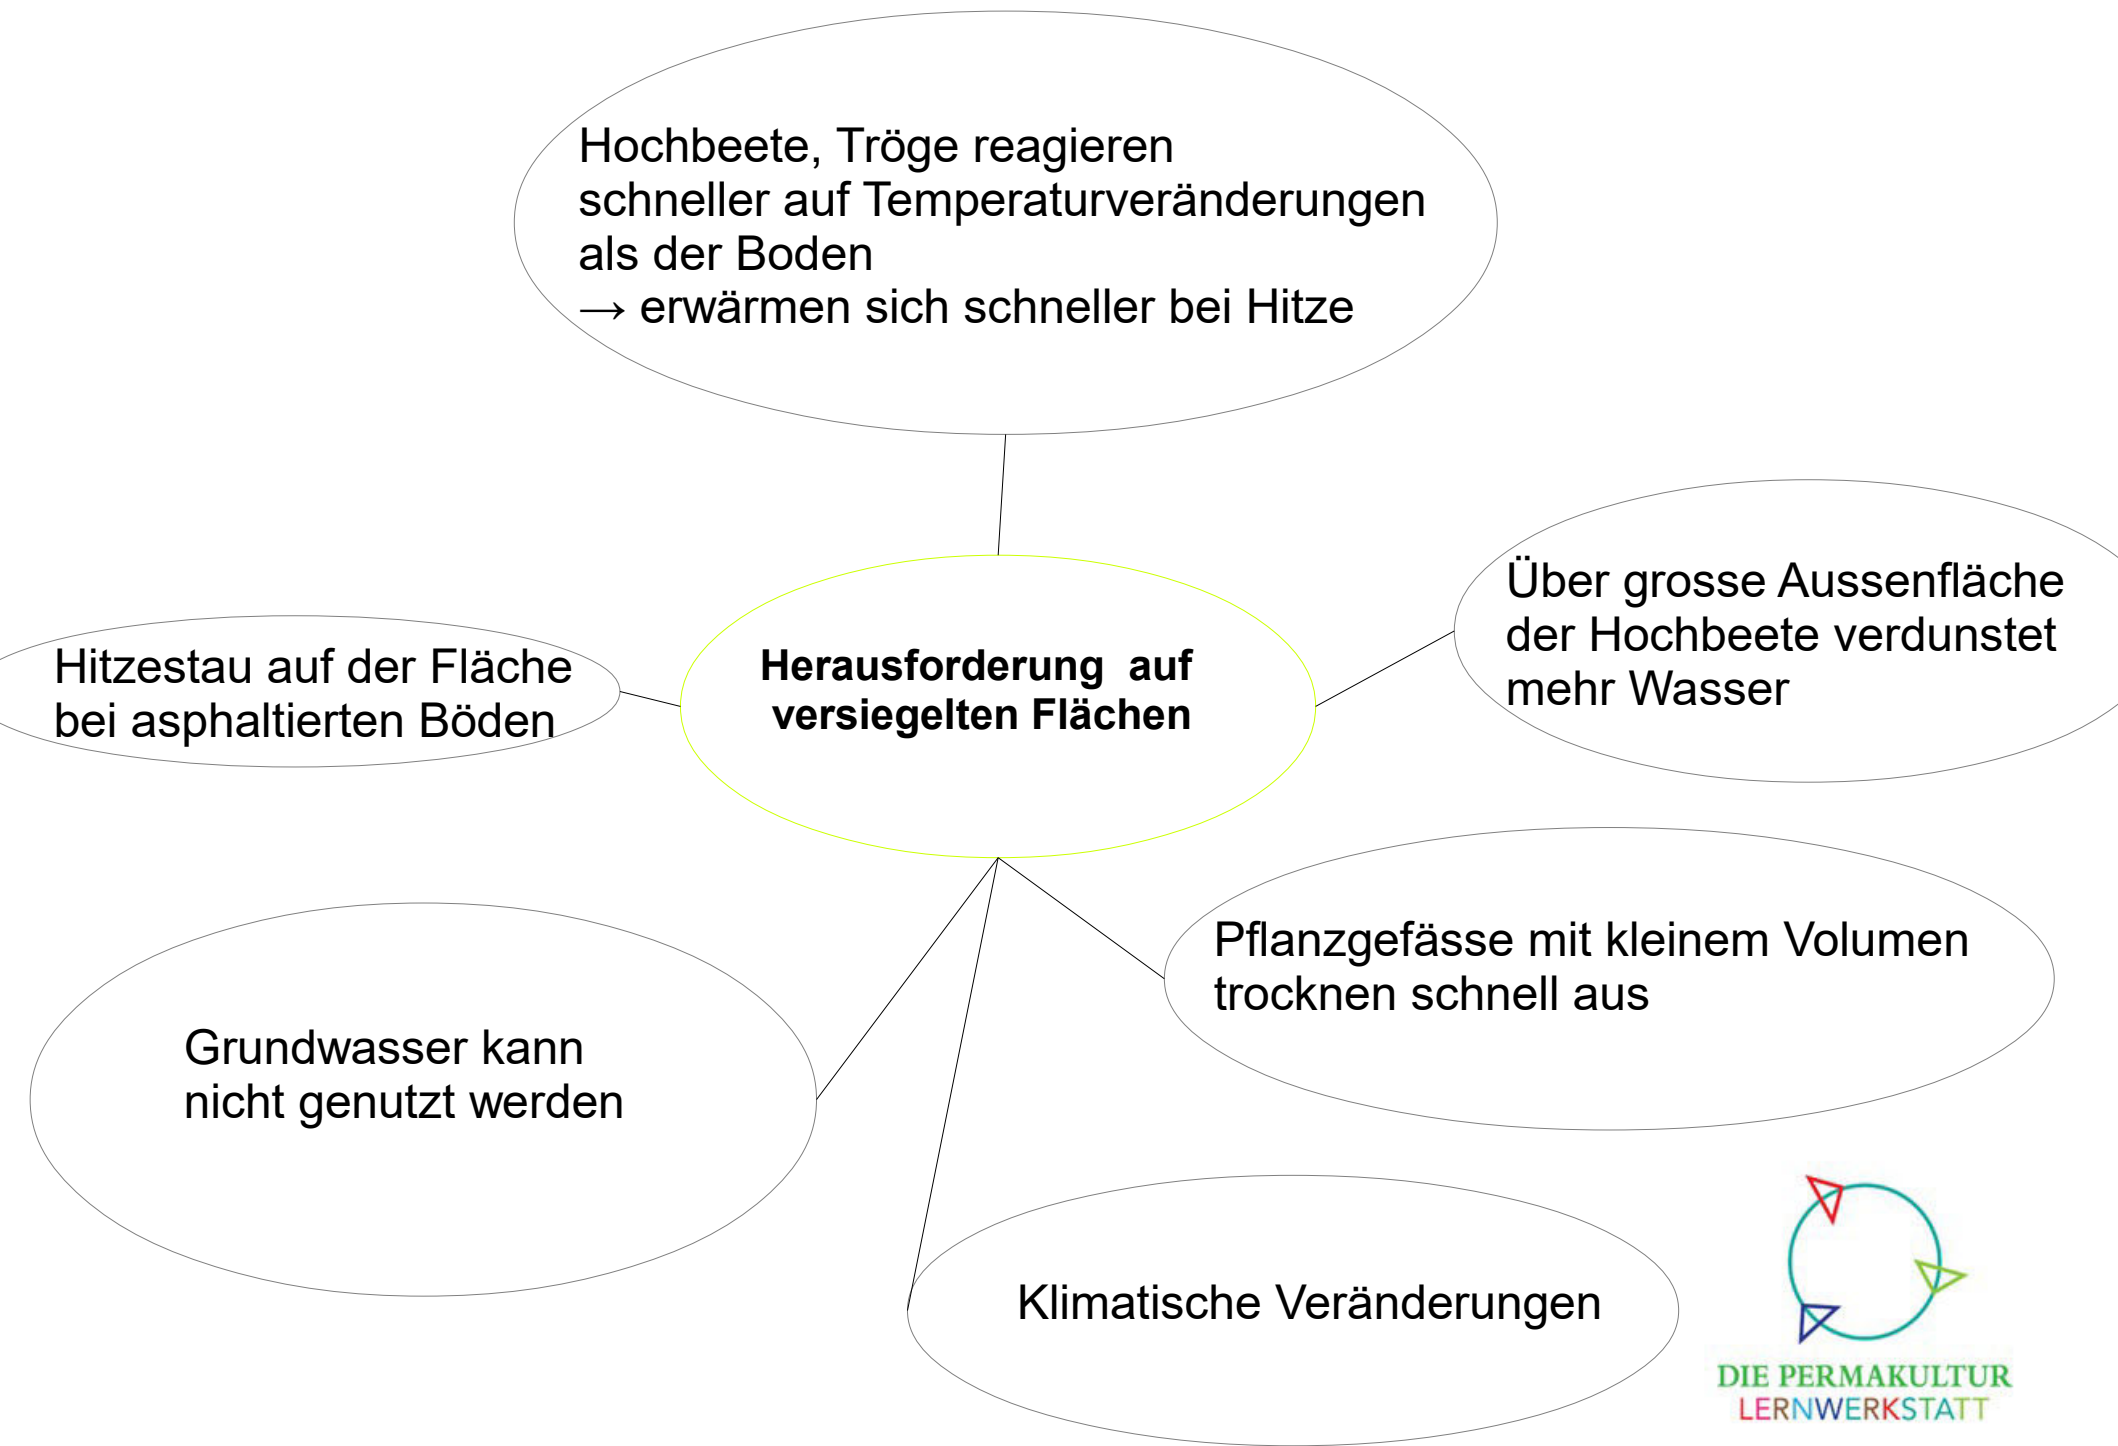 Hochbeete, Tröge reagieren
schneller auf Temperaturveränderungen
als der Boden
→ erwärmen sich schneller bei Hitze
Über grosse Aussenfläche
der Hochbeete verdunstet
mehr Wasser
Herausforderung auf
versiegelten Flächen
Hitzestau auf der Fläche
bei asphaltierten Böden
Pflanzgefässe mit kleinem Volumen
trocknen schnell aus
Grundwasser kann
nicht genutzt werden
Klimatische Veränderungen
DIE PERMAKULTUR
LERNWERKSTATT